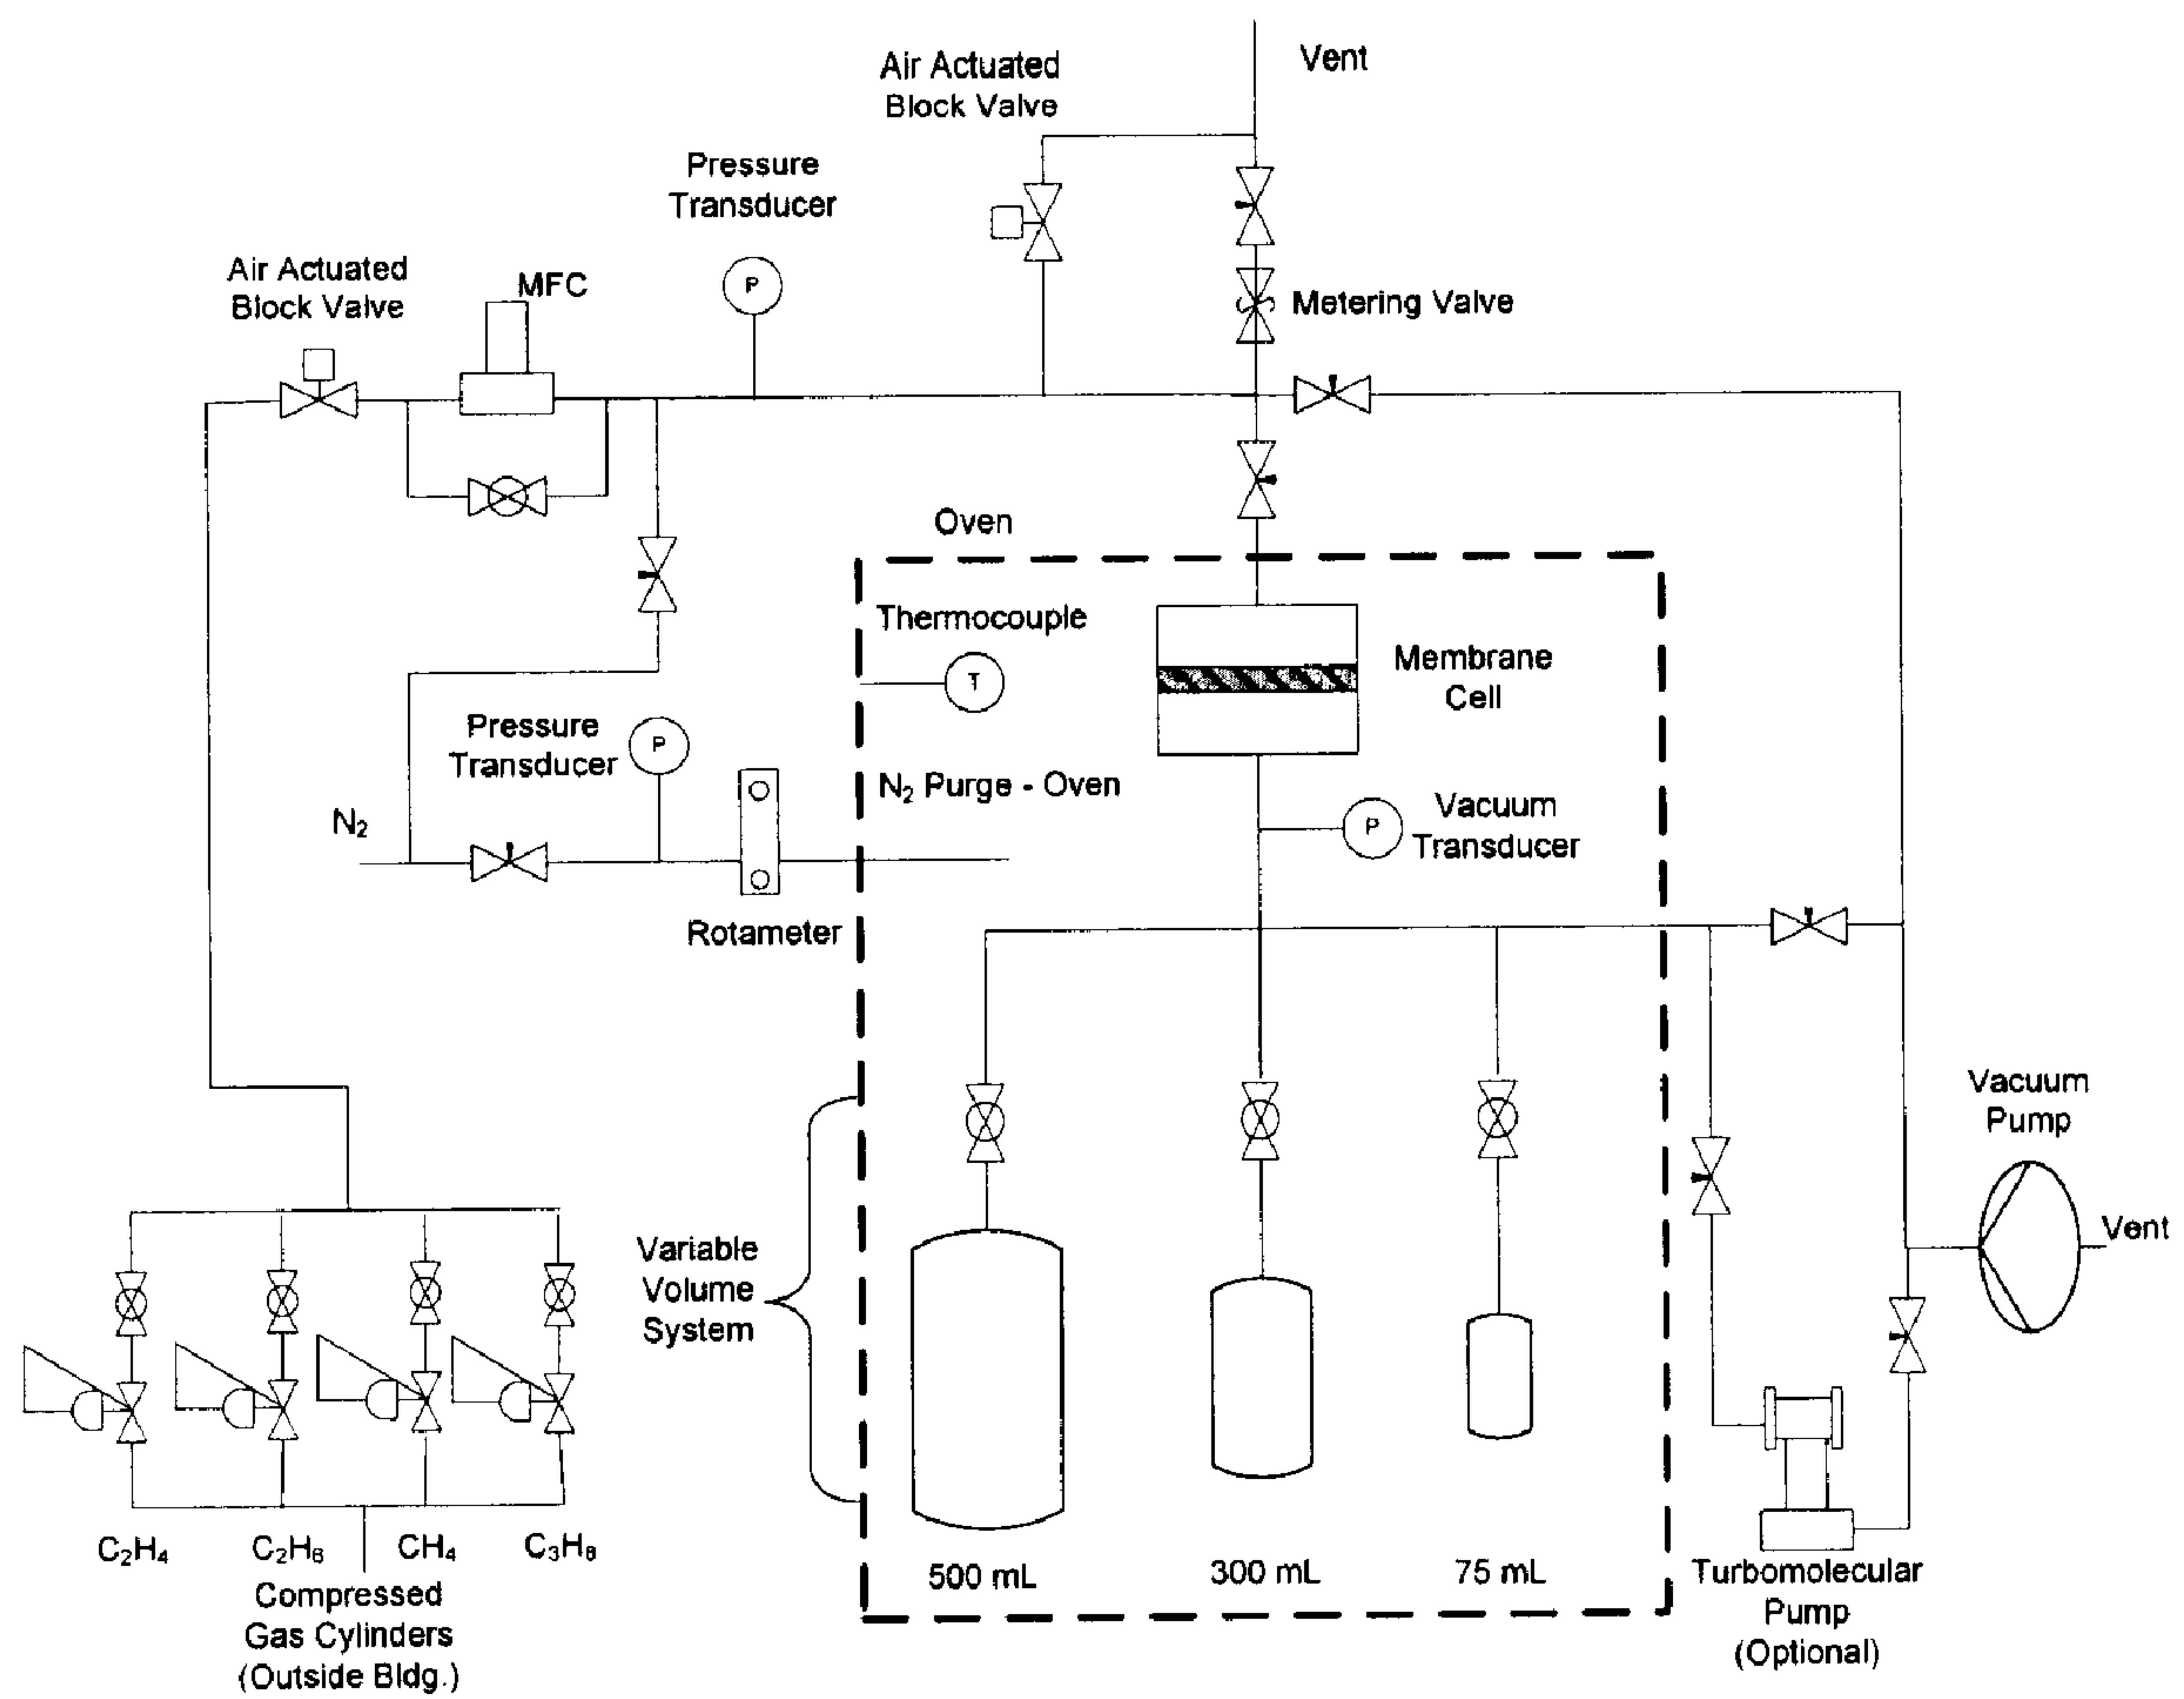 Vent
Air Actuated
Block Valve
Pressure
Transducer
P
Air Actuated
Block Valve
MFC
Metering Valve
Oven
Thermocouple
T
Membrane
Cell
Pressure
Transducer
P
N₂ Purge - Oven
Vacuum
Transducer
P
N₂
Rotameter
Vacuum
Pump
Vent
Variable
Volume
System
C₂H₄
C₂H₆
CH₄
C₃H₈
500 mL
300 mL
75 mL
Compressed
Gas Cylinders
(Outside Bldg.)
Turbomolecular
Pump
(Optional)